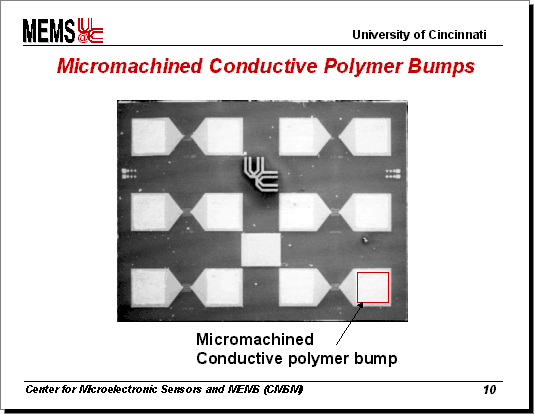 MEMS@UC
University of Cincinnati
Micromachined Conductive Polymer Bumps
UC
Micromachined
Conductive polymer bump
Center for Microelectronic Sensors and MEMS (CMSM)
10